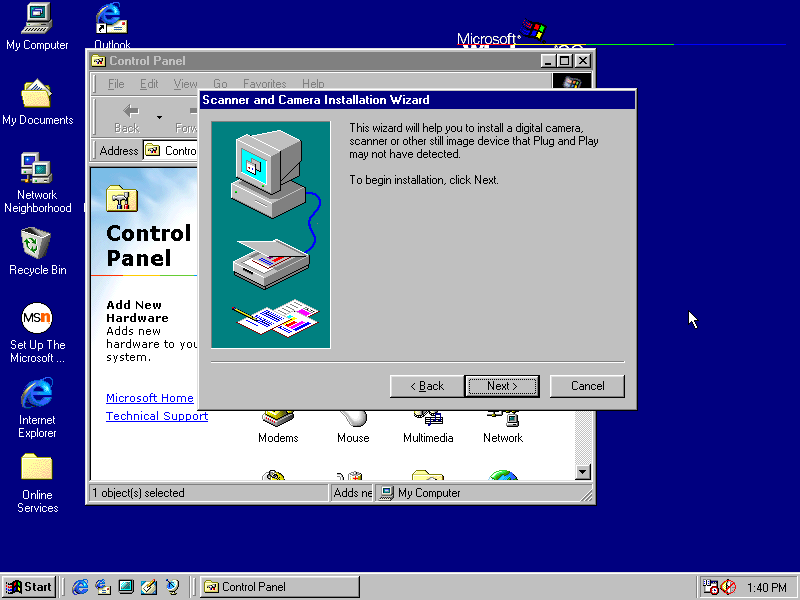 My Computer
Outlook
Microsoft
My Documents
Network
Neighborhood
Recycle Bin
MSn
Set Up The
Microsoft ...
Internet
Explorer
Online
Services
Control Panel
File Edit View Go Favorites Help
Back
Address
Control
Panel
Add New
Hardware
Adds new
hardware to you
system.
Microsoft Home
Technical Support
Scanner and Camera Installation Wizard
This wizard will help you to install a digital camera,
scanner or other still image device that Plug and Play
may not have detected.
To begin installation, click Next.
< Back Next > Cancel
Modems Mouse Multimedia Network
1 object(s) selected Adds ne My Computer
Start Control Panel 1:40 PM